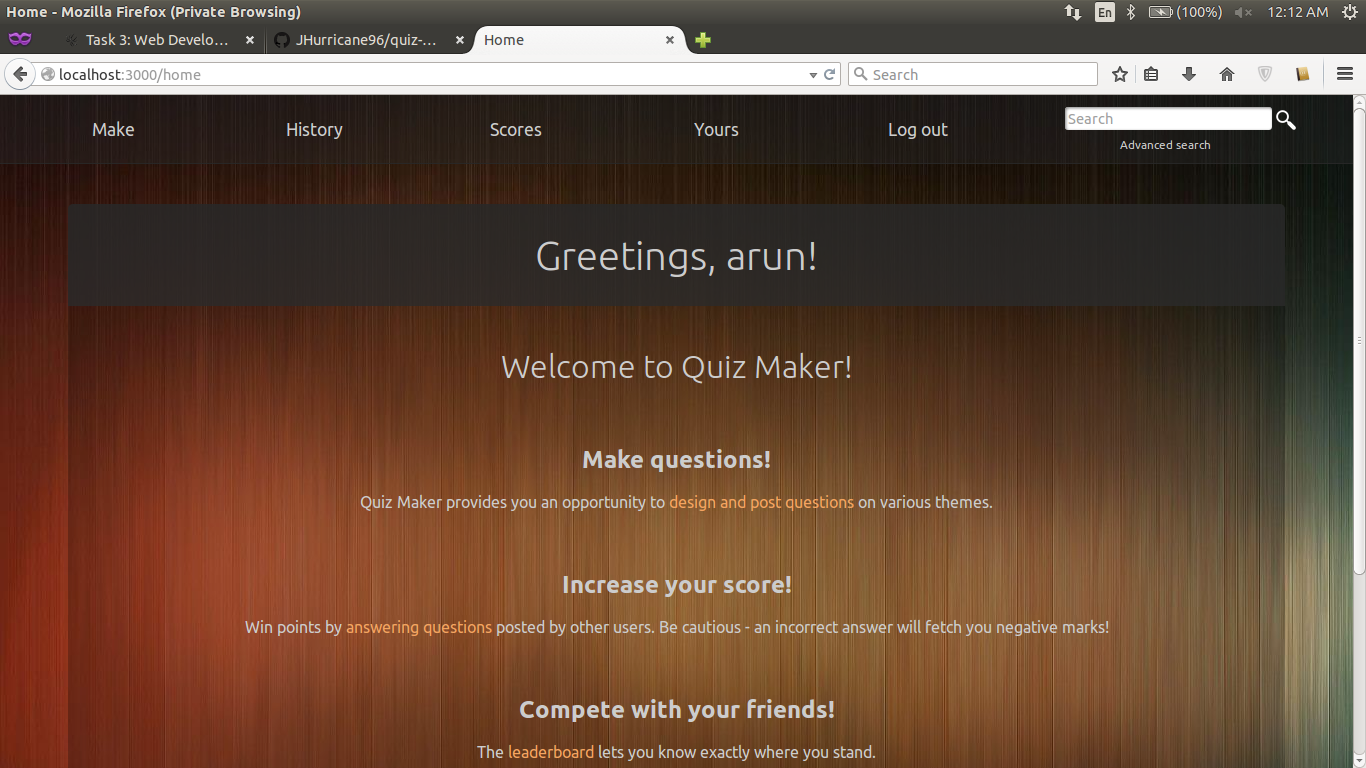 Home - Mozilla Firefox (Private Browsing) En (100%) 12:12 AM
Task 3: Web Develo... JHurricane96/quiz-... Home
localhost:3000/home Search
Make History Scores Yours Log out Search
Advanced search
Greetings, arun!
Welcome to Quiz Maker!
Make questions!
Quiz Maker provides you an opportunity to design and post questions on various themes.
Increase your score!
Win points by answering questions posted by other users. Be cautious - an incorrect answer will fetch you negative marks!
Compete with your friends!
The leaderboard lets you know exactly where you stand.